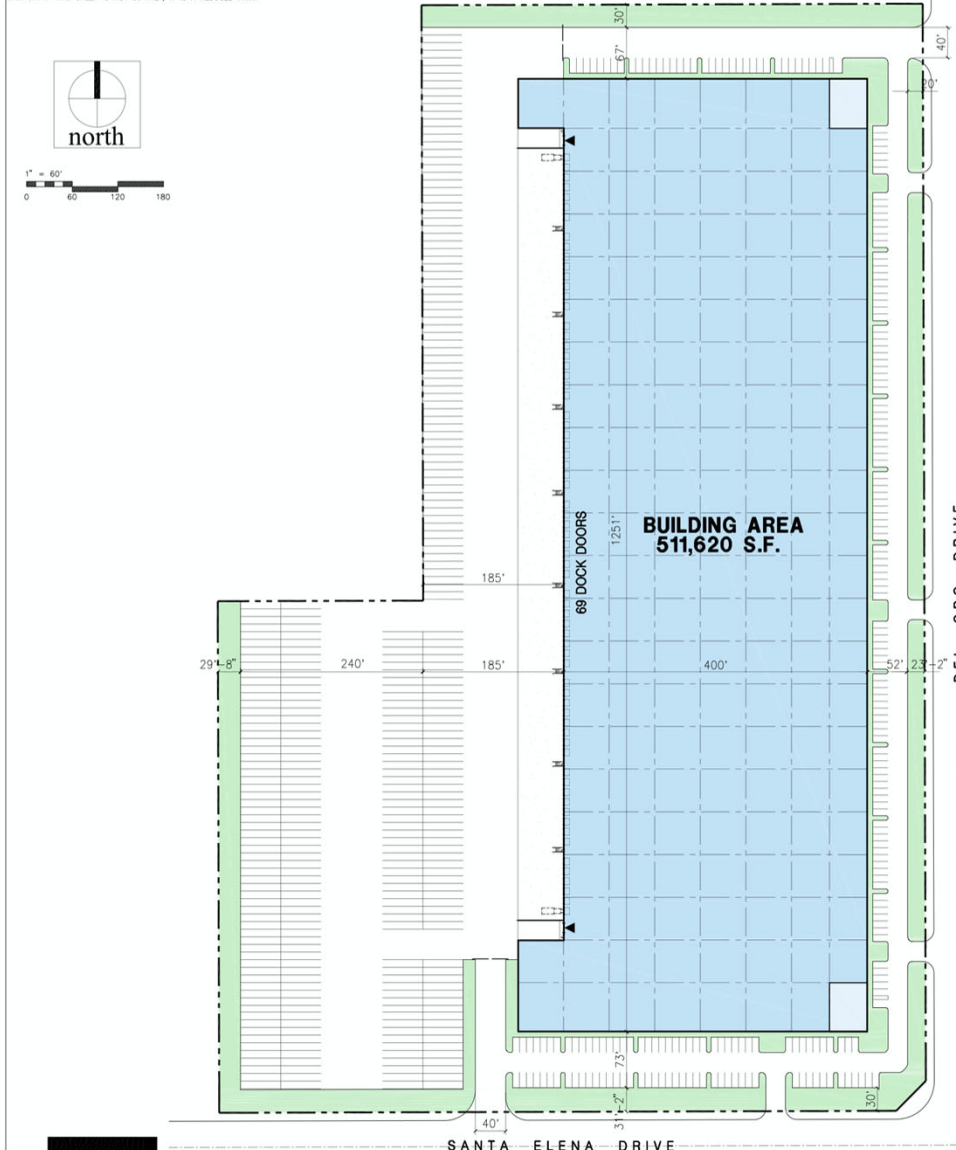 30'
40'
67'
20'
north
1" = 60'
0 60 120 180
69 DOCK DOORS
1251'
BUILDING AREA
511,620 S.F.
185'
29'-8"
240'
185'
400'
52'
23'-2"
73'
30'
31'-2"
40'
SANTA ELENA DRIVE